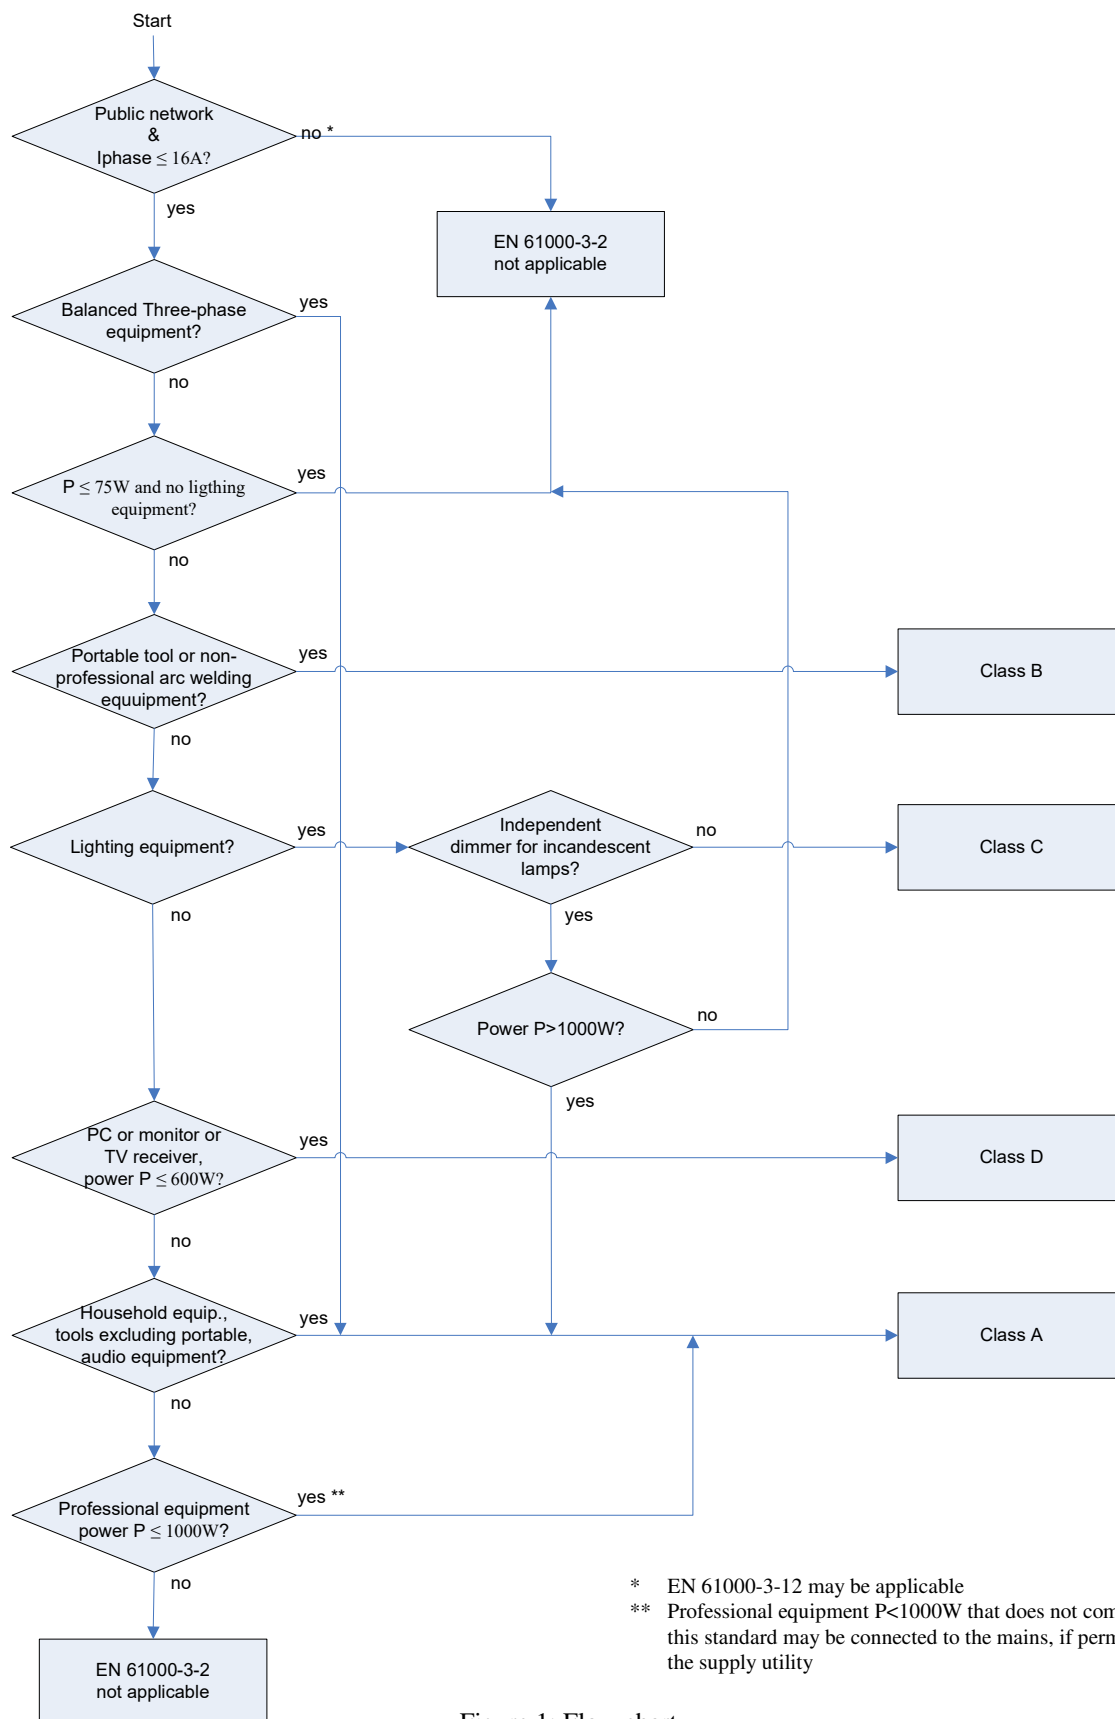 Start
Public network
&
Iphase ≤ 16A?
no *
yes
EN 61000-3-2
not applicable
Balanced Three-phase
equipment?
yes
no
P ≤ 75W and no ligthing
equipment?
yes
no
Portable tool or non-
professional arc welding
equuipment?
yes
Class B
no
Lighting equipment?
yes
Independent
dimmer for incandescent
lamps?
no
Class C
no
yes
Power P>1000W?
no
yes
PC or monitor or
TV receiver,
power P ≤ 600W?
yes
Class D
no
Household equip.,
tools excluding portable,
audio equipment?
yes
Class A
no
Professional equipment
power P ≤ 1000W?
yes **
no
EN 61000-3-2
not applicable
* EN 61000-3-12 may be applicable
** Professional equipment P<1000W that does not com
this standard may be connected to the mains, if perm
the supply utility